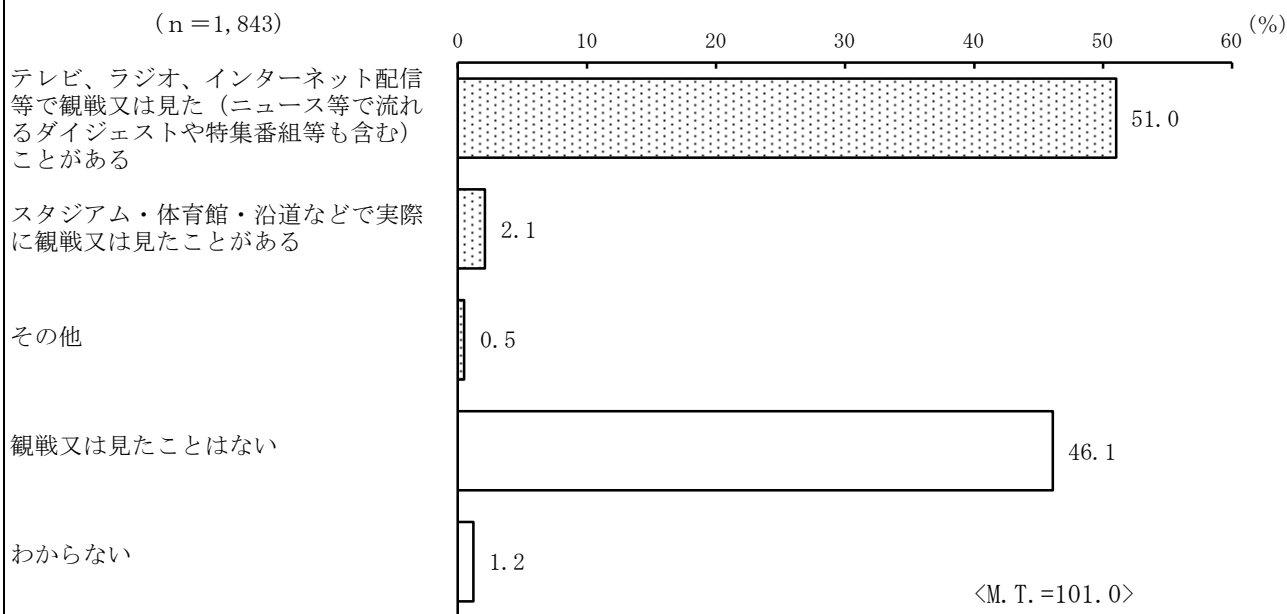 (n=1,843)
(%)
0 10 20 30 40 50 60
テレビ、ラジオ、インターネット配信
等で観戦又は見た（ニュース等で流れ
るダイジェストや特集番組等も含む）
ことがある
51.0
スタジアム・体育館・沿道などで実際
に観戦又は見たことがある
2.1
その他
0.5
観戦又は見たことはない
46.1
わからない
1.2
<M.T.=101.0>